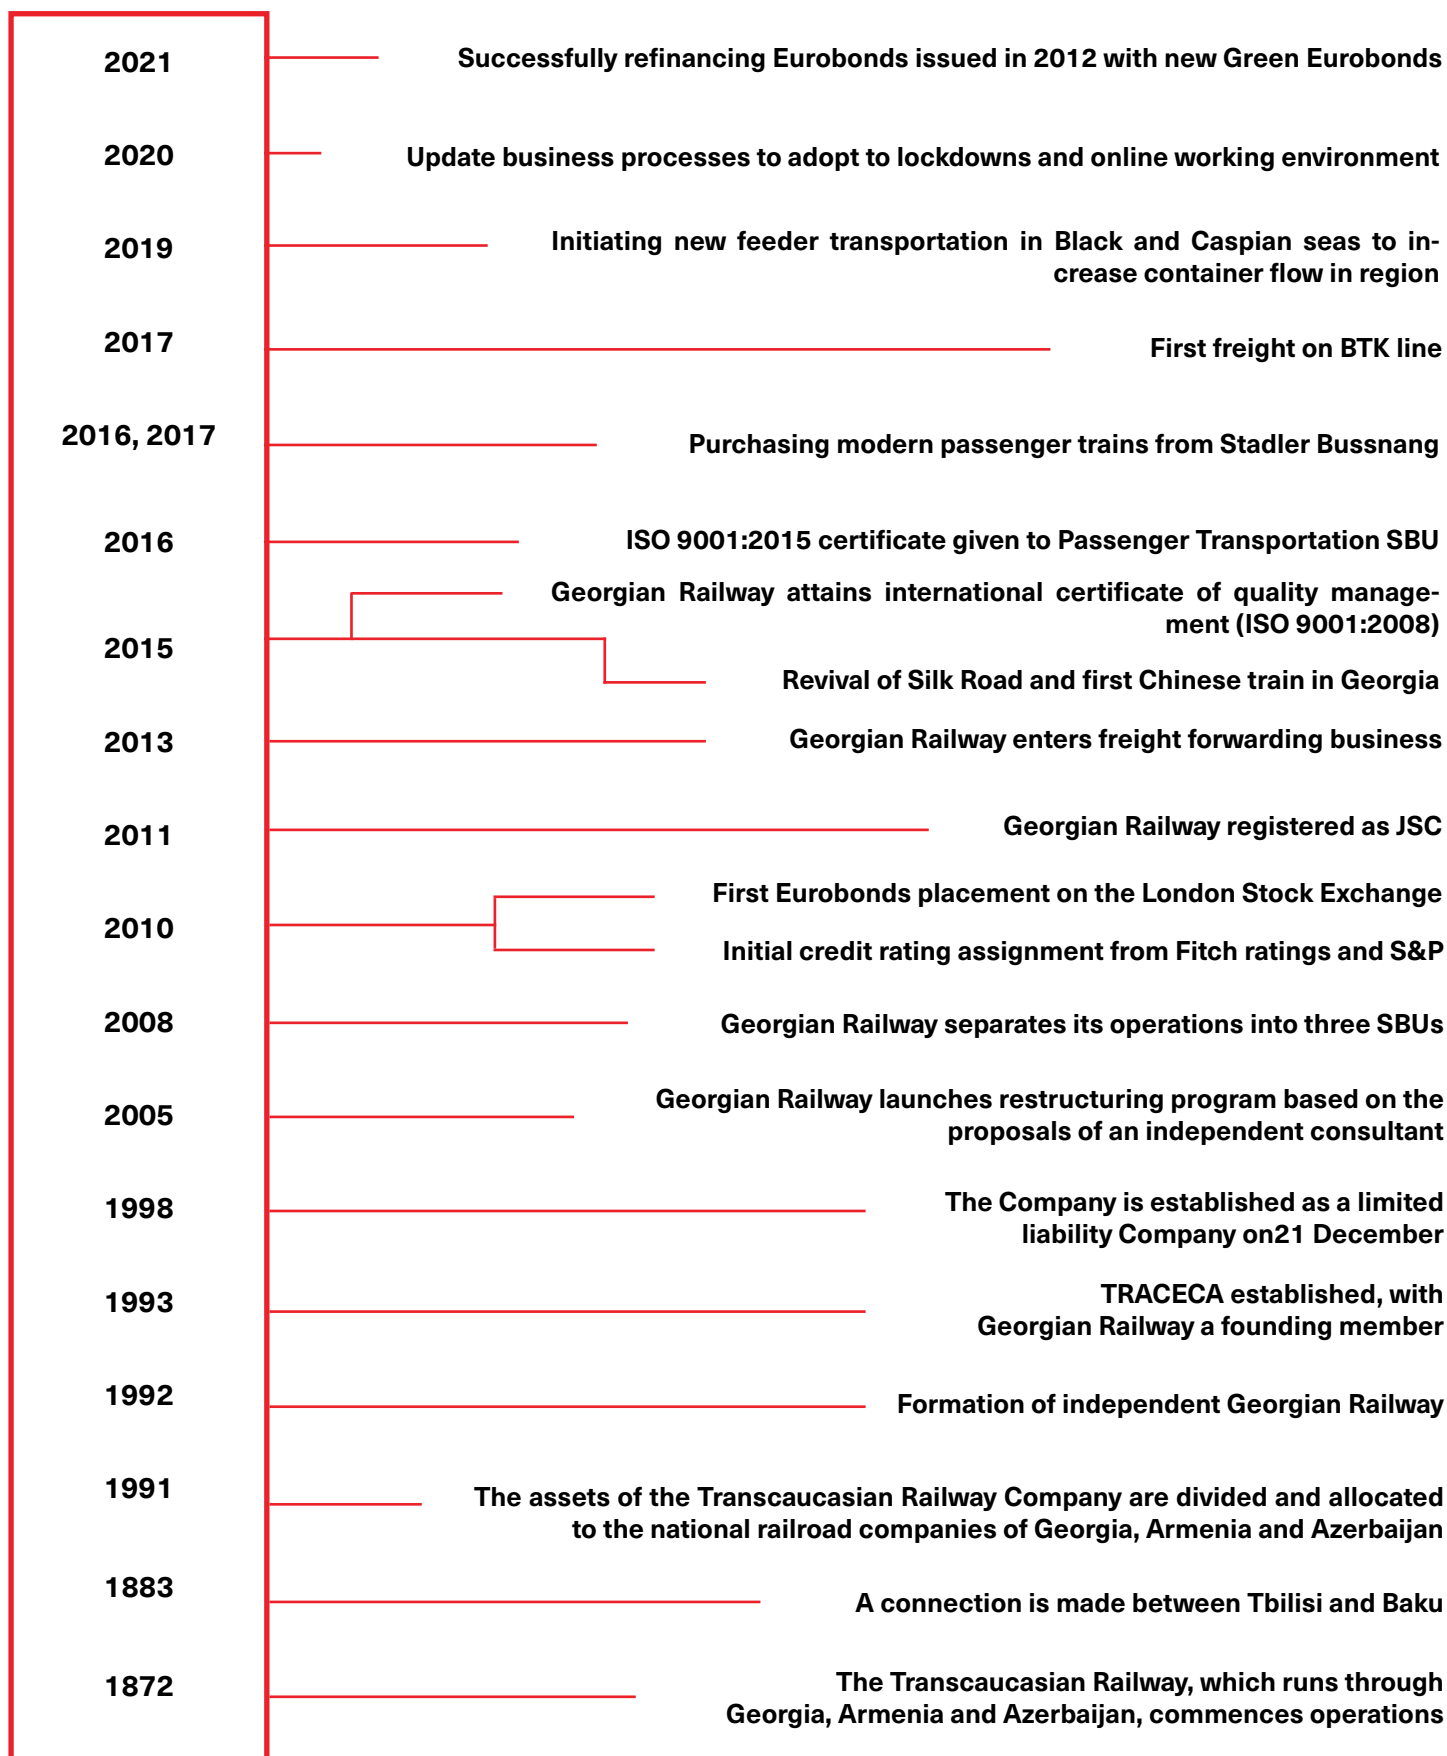 2021
Successfully refinancing Eurobonds issued in 2012 with new Green Eurobonds
2020
Update business processes to adopt to lockdowns and online working environment
2019
Initiating new feeder transportation in Black and Caspian seas to in-
crease container flow in region
2017
First freight on BTK line
2016, 2017
Purchasing modern passenger trains from Stadler Bussnang
2016
ISO 9001:2015 certificate given to Passenger Transportation SBU
2015
Georgian Railway attains international certificate of quality manage-
ment (ISO 9001:2008)
Revival of Silk Road and first Chinese train in Georgia
2013
Georgian Railway enters freight forwarding business
2011
Georgian Railway registered as JSC
2010
First Eurobonds placement on the London Stock Exchange
Initial credit rating assignment from Fitch ratings and S&P
2008
Georgian Railway separates its operations into three SBUs
2005
Georgian Railway launches restructuring program based on the
proposals of an independent consultant
1998
The Company is established as a limited
liability Company on21 December
1993
TRACECA established, with
Georgian Railway a founding member
1992
Formation of independent Georgian Railway
1991
The assets of the Transcaucasian Railway Company are divided and allocated
to the national railroad companies of Georgia, Armenia and Azerbaijan
1883
A connection is made between Tbilisi and Baku
1872
The Transcaucasian Railway, which runs through
Georgia, Armenia and Azerbaijan, commences operations